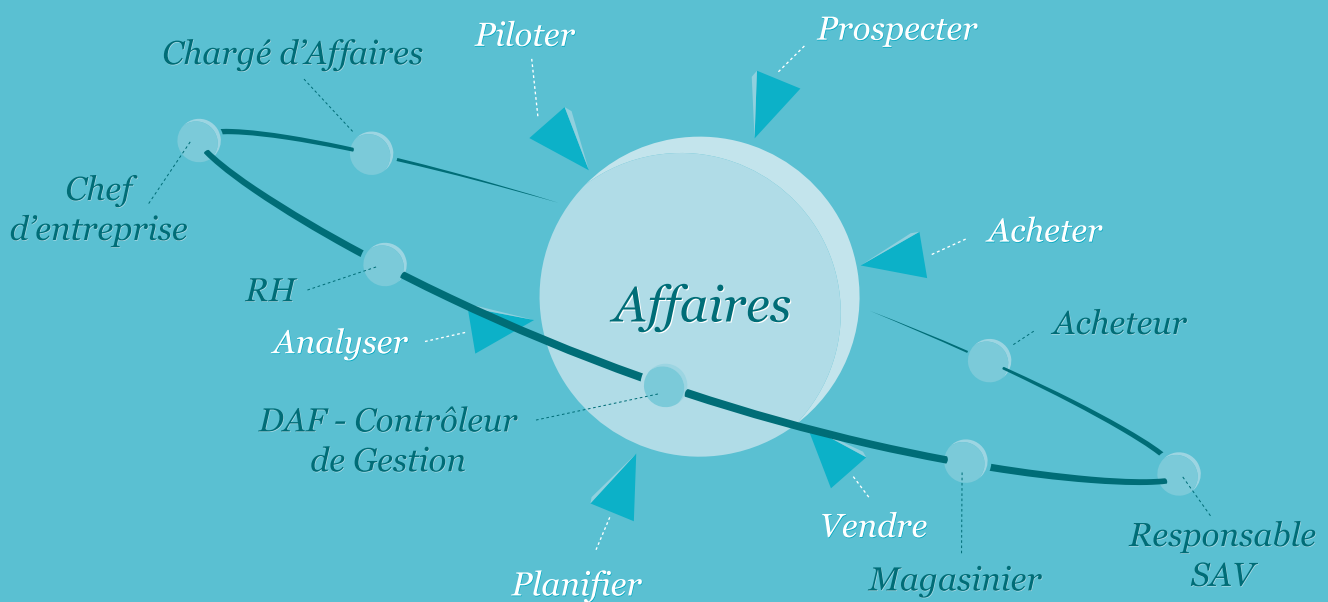 Piloter
Prospecter
Chargé d'Affaires
Chef
d'entreprise
Acheter
RH
Affaires
Analyser
Acheteur
DAF - Contrôleur
de Gestion
Vendre
Responsable
SAV
Magasinier
Planifier